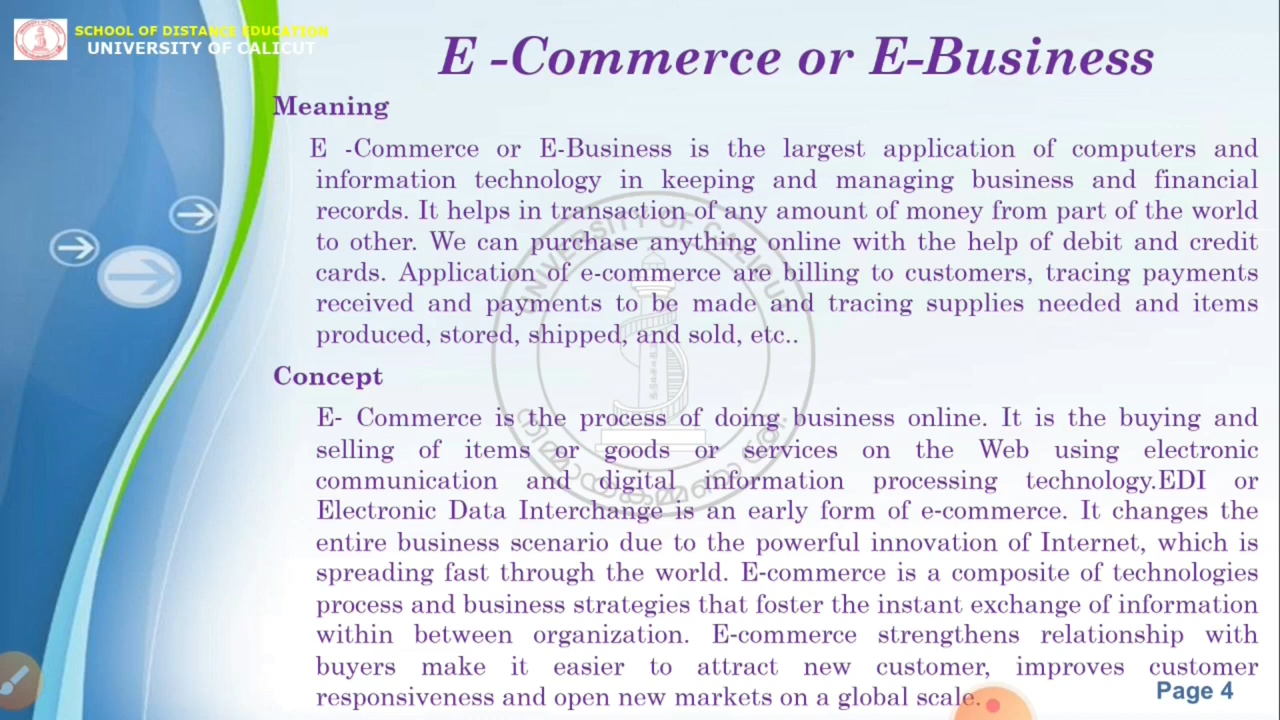 SCHOOL OF DISTANCE EDUCATION
UNIVERSITY OF CALICUT
E -Commerce or E-Business
Meaning
E -Commerce or E-Business is the largest application of computers and
information technology in keeping and managing business and financial
records. It helps in transaction of any amount of money from part of the world
to other. We can purchase anything online with the help of debit and credit
cards. Application of e-commerce are billing to customers, tracing payments
received and payments to be made and tracing supplies needed and items
produced, stored, shipped, and sold, etc..
Concept
E- Commerce is the process of doing business online. It is the buying and
selling of items or goods or services on the Web using electronic
communication and digital information processing technology.EDI or
Electronic Data Interchange is an early form of e-commerce. It changes the
entire business scenario due to the powerful innovation of Internet, which is
spreading fast through the world. E-commerce is a composite of technologies
process and business strategies that foster the instant exchange of information
within between organization. E-commerce strengthens relationship with
buyers make it easier to attract new customer, improves customer
responsiveness and open new markets on a global scale.
Page 4
UNIVERSITY OF CALICUT